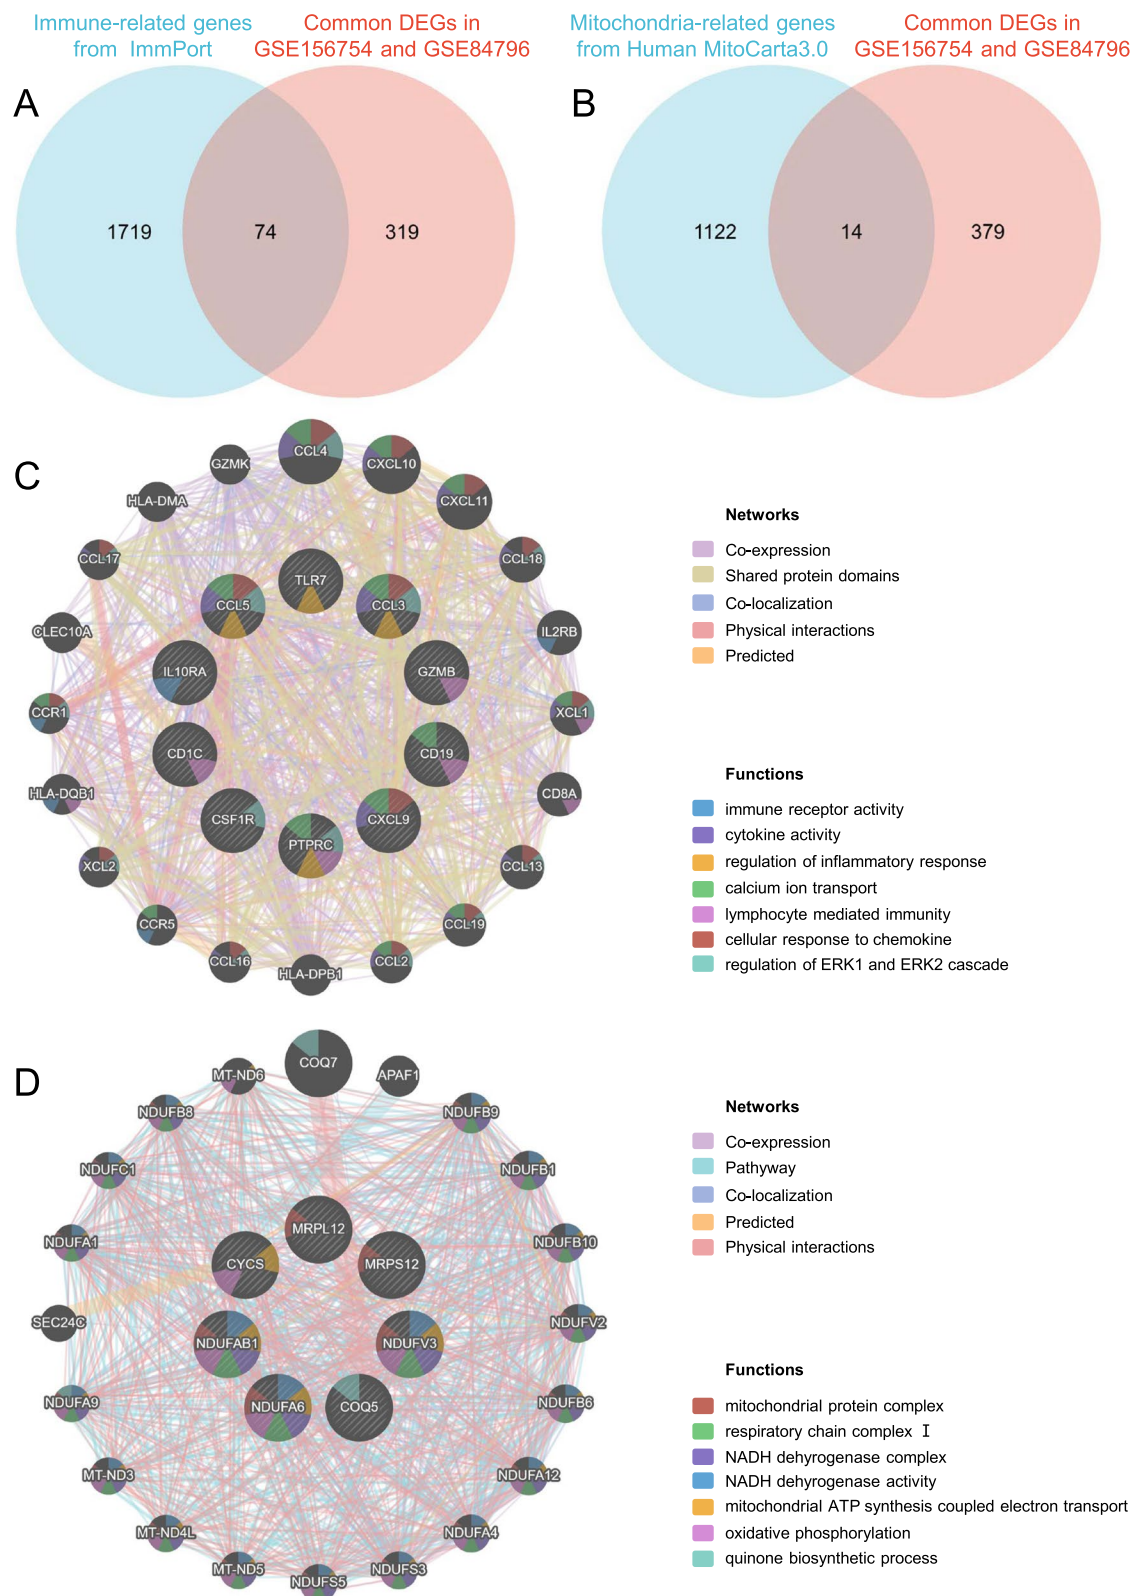 Immune-related genes
from ImmPort
Common DEGs in
GSE156754 and GSE84796
Mitochondria-related genes
from Human MitoCarta3.0
Common DEGs in
GSE156754 and GSE84796
A
1719
74
319
B
1122
14
379
C
CCL4
GZMK
CXCL10
HLA-DMA
CXCL11
CCL17
CCL18
TLR7
CCL5
CCL3
CLEC10A
IL2RB
IL10RA
GZMB
CCR1
XCL1
CD1C
CD19
HLA-DQB1
CD8A
CSF1R
CXCL9
PTPRC
XCL2
CCL13
CCR5
CCL19
CCL16
HLA-DPB1
CCL2
Networks
Co-expression
Shared protein domains
Co-localization
Physical interactions
Predicted
Functions
immune receptor activity
cytokine activity
regulation of inflammatory response
calcium ion transport
lymphocyte mediated immunity
cellular response to chemokine
regulation of ERK1 and ERK2 cascade
D
COQ7
MT-ND6
APAF1
NDUFB8
NDUFB9
NDUFC1
NDUFB1
MRPL12
NDUFA1
NDUFB10
CYCS
MRPS12
SEC24C
NDUFV2
NDUFAB1
NDUFV3
NDUFA9
NDUFB6
NDUFA6
COQ5
MT-ND3
NDUFA12
MT-ND4L
NDUFA4
MT-ND5
NDUFS5
NDUFS3
Networks
Co-expression
Pathyway
Co-localization
Predicted
Physical interactions
Functions
mitochondrial protein complex
respiratory chain complex I
NADH dehyrogenase complex
NADH dehyrogenase activity
mitochondrial ATP synthesis coupled electron transport
oxidative phosphorylation
quinone biosynthetic process